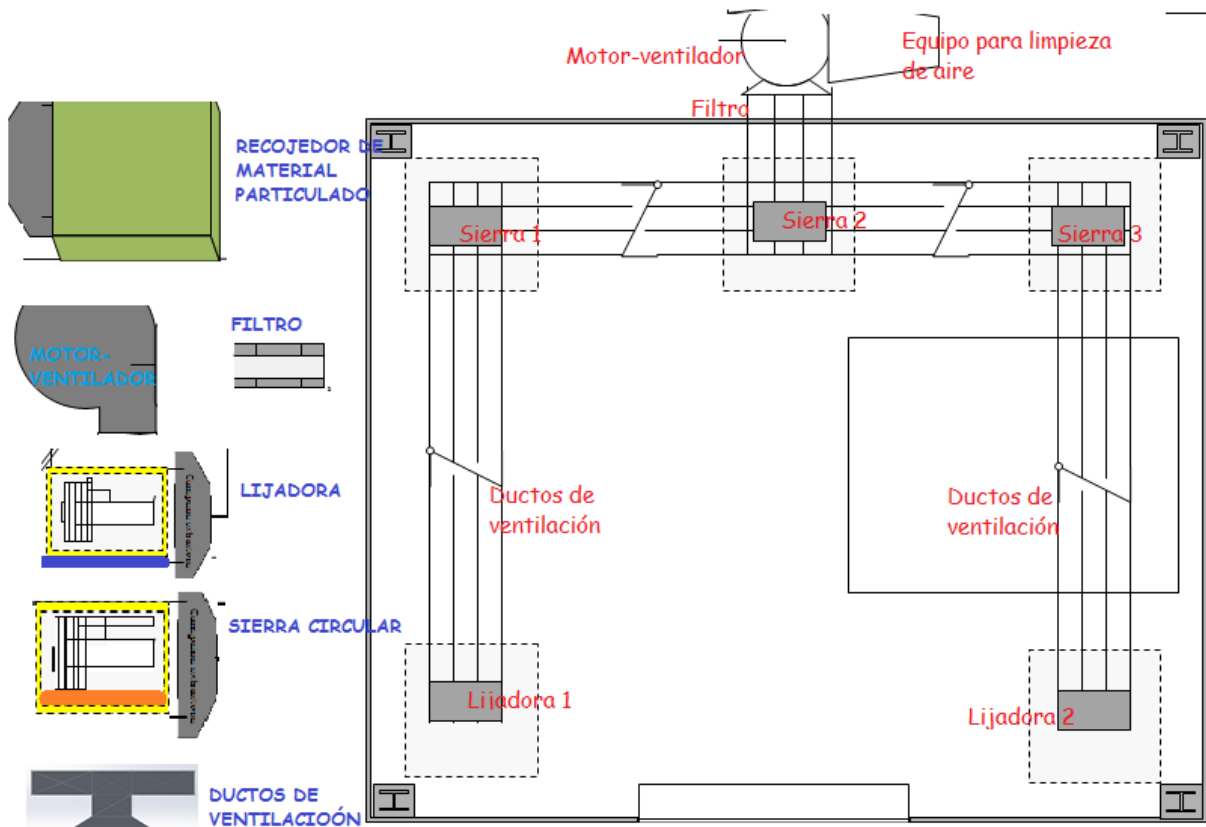 RECOJEDOR DE
MATERIAL
PARTICULADO
MOTOR-
VENTILADOR
FILTRO
LIJADORA
SIERRA CIRCULAR
DUCTOS DE
VENTILACIOÓN
Motor-ventilador
Equipo para limpieza
de aire
Filtro
Sierra 1
Sierra 2
Sierra 3
Ductos de
ventilación
Ductos de
ventilación
Lijadora 1
Lijadora 2